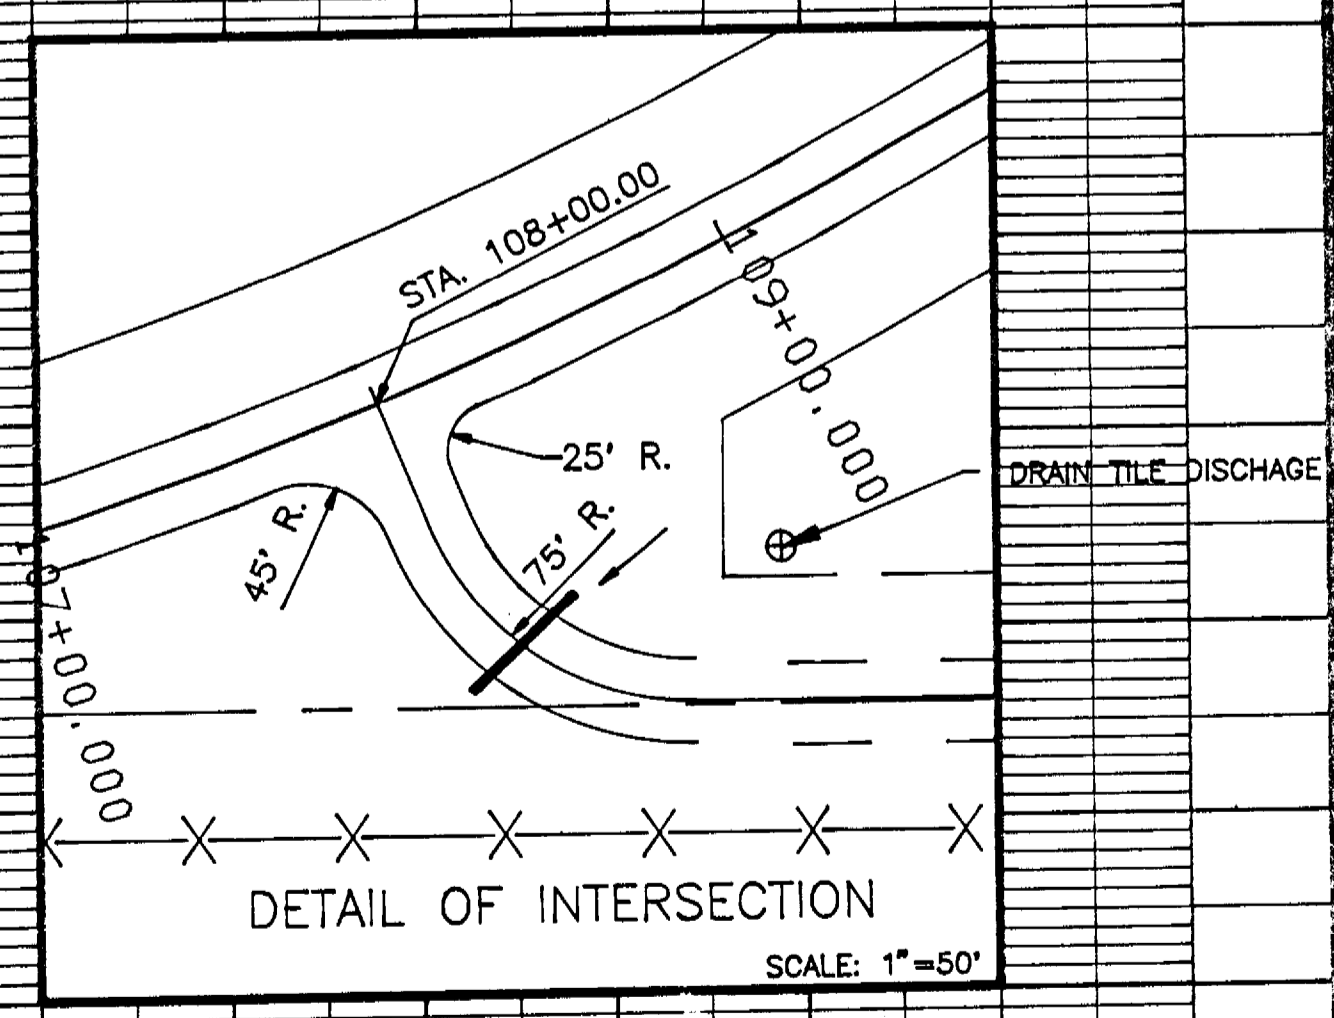 STA. 108+00.00
109+00.000
25' R.
DRAIN TILE DISCHAGE
45' R.
75' R.
107+00.000
DETAIL OF INTERSECTION
SCALE: 1"=50'